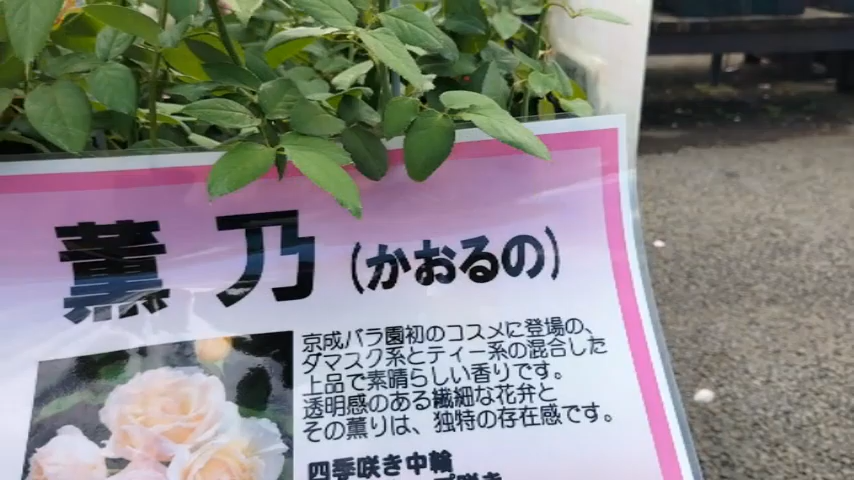 薫乃(かおるの)
京成バラ園初のコスメに登場の、
ダマスク系とティー系の混合した
上品で素晴らしい香りです。
透明感のある繊細な花弁と
その薫りは、独特の存在感です。
四季咲き中輪